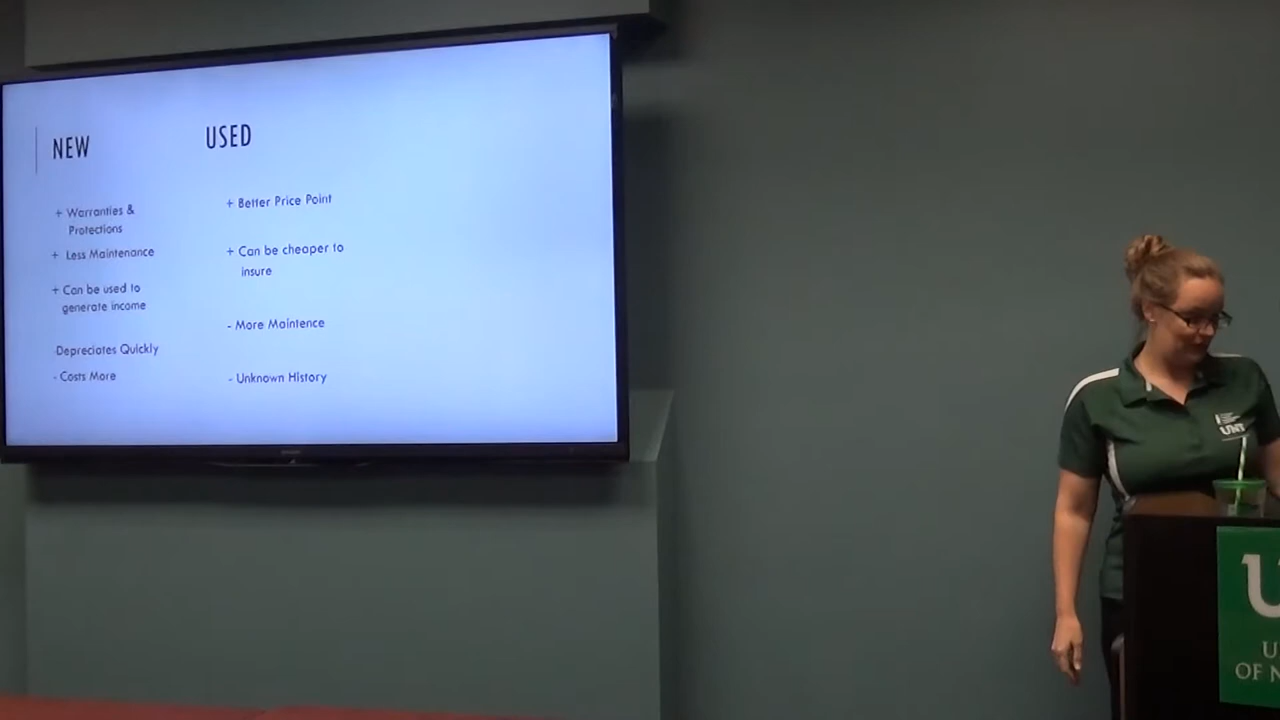 NEW
+ Warranties &
Protections
+ Less Maintenance
+ Can be used to
generate income
-Depreciates Quickly
- Costs More
USED
+ Better Price Point
+ Can be cheaper to
insure
- More Maintence
- Unknown History
UNT
U
U
OF N